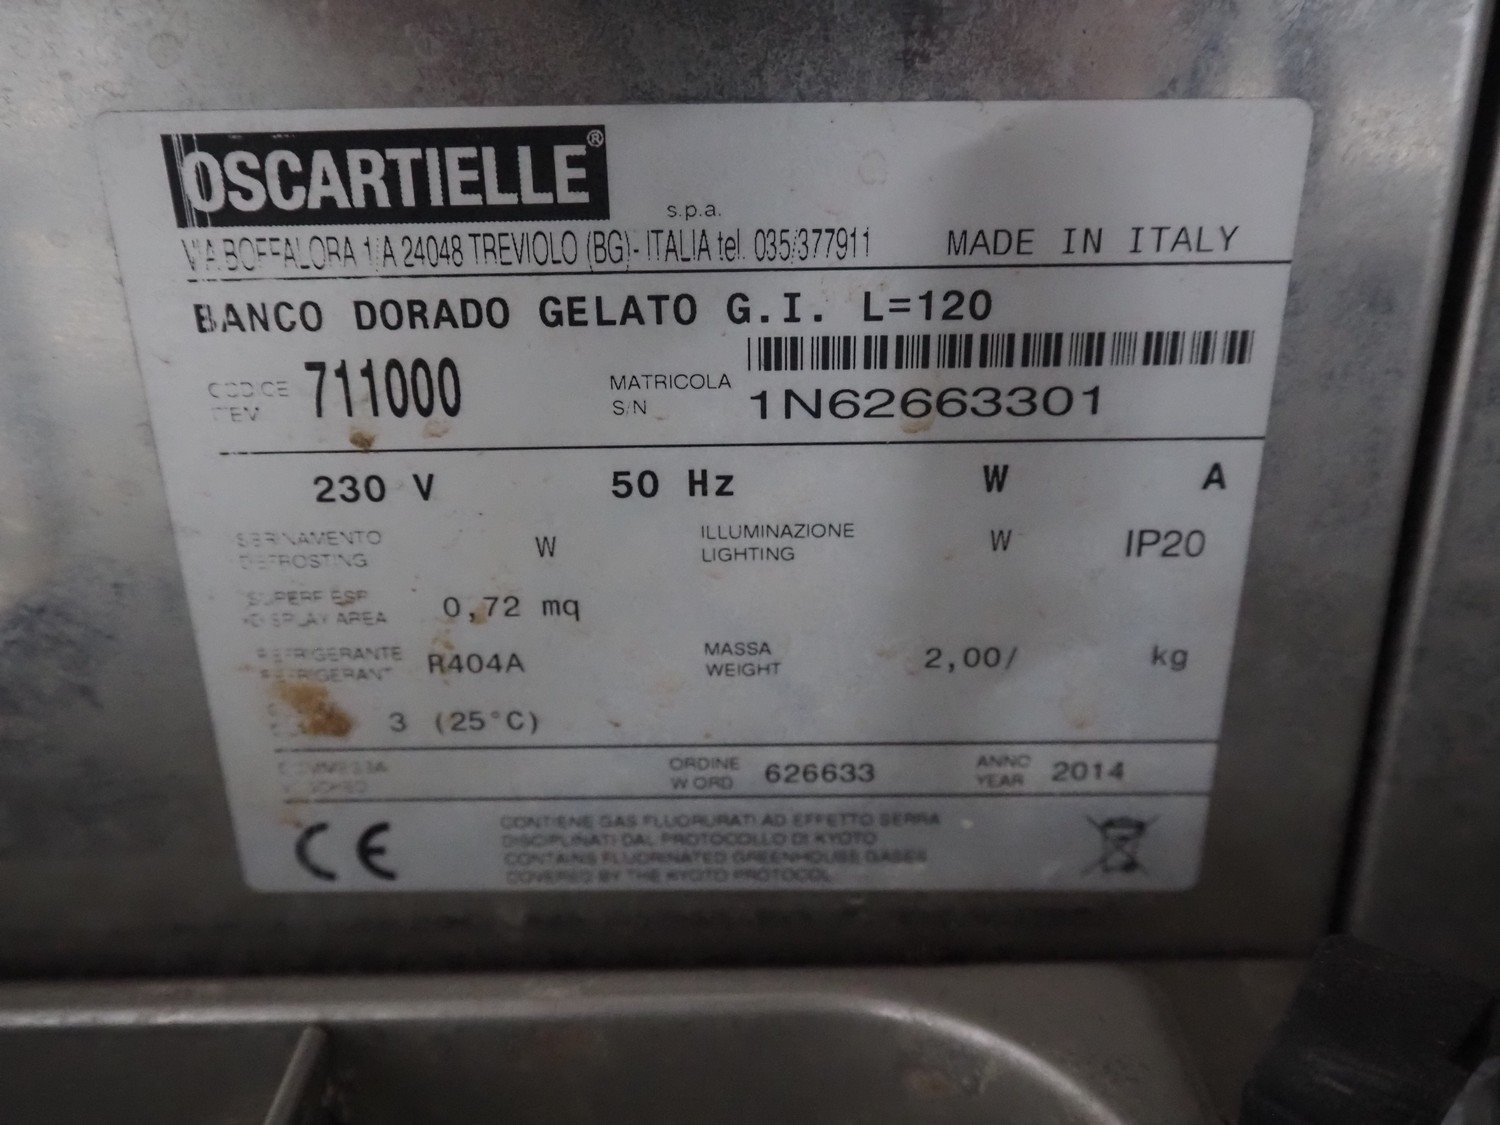 OSCARTIELLE®
s.p.a.
VIA BOFFALORA 1/A 24048 TREVIOLO (BG)- ITALIA tel. 035/377911 MADE IN ITALY
BANCO DORADO GELATO G.I. L=120
CODICE 711000 MATRICOLA
ITEM S/N 1N62663301
230 V 50 Hz W A
SBRINAMENTO W ILLUMINAZIONE W IP20
DEFROSTING LIGHTING
SUPERF ESP 0,72 mq
DISPLAY AREA
REFRIGERANTE R404A MASSA 2,00/ kg
REFRIGERANT WEIGHT
3 (25°C)
COMMESSA ORDINE 626633 ANNO 2014
W ORD YEAR
CE CONTIENE GAS FLUORURATI AD EFFETTO SERRA
DISCIPLINATI DAL PROTOCOLLO DI KYOTO
CONTAINS FLUORINATED GREENHOUSE GASES
COVERED BY THE KYOTO PROTOCOL